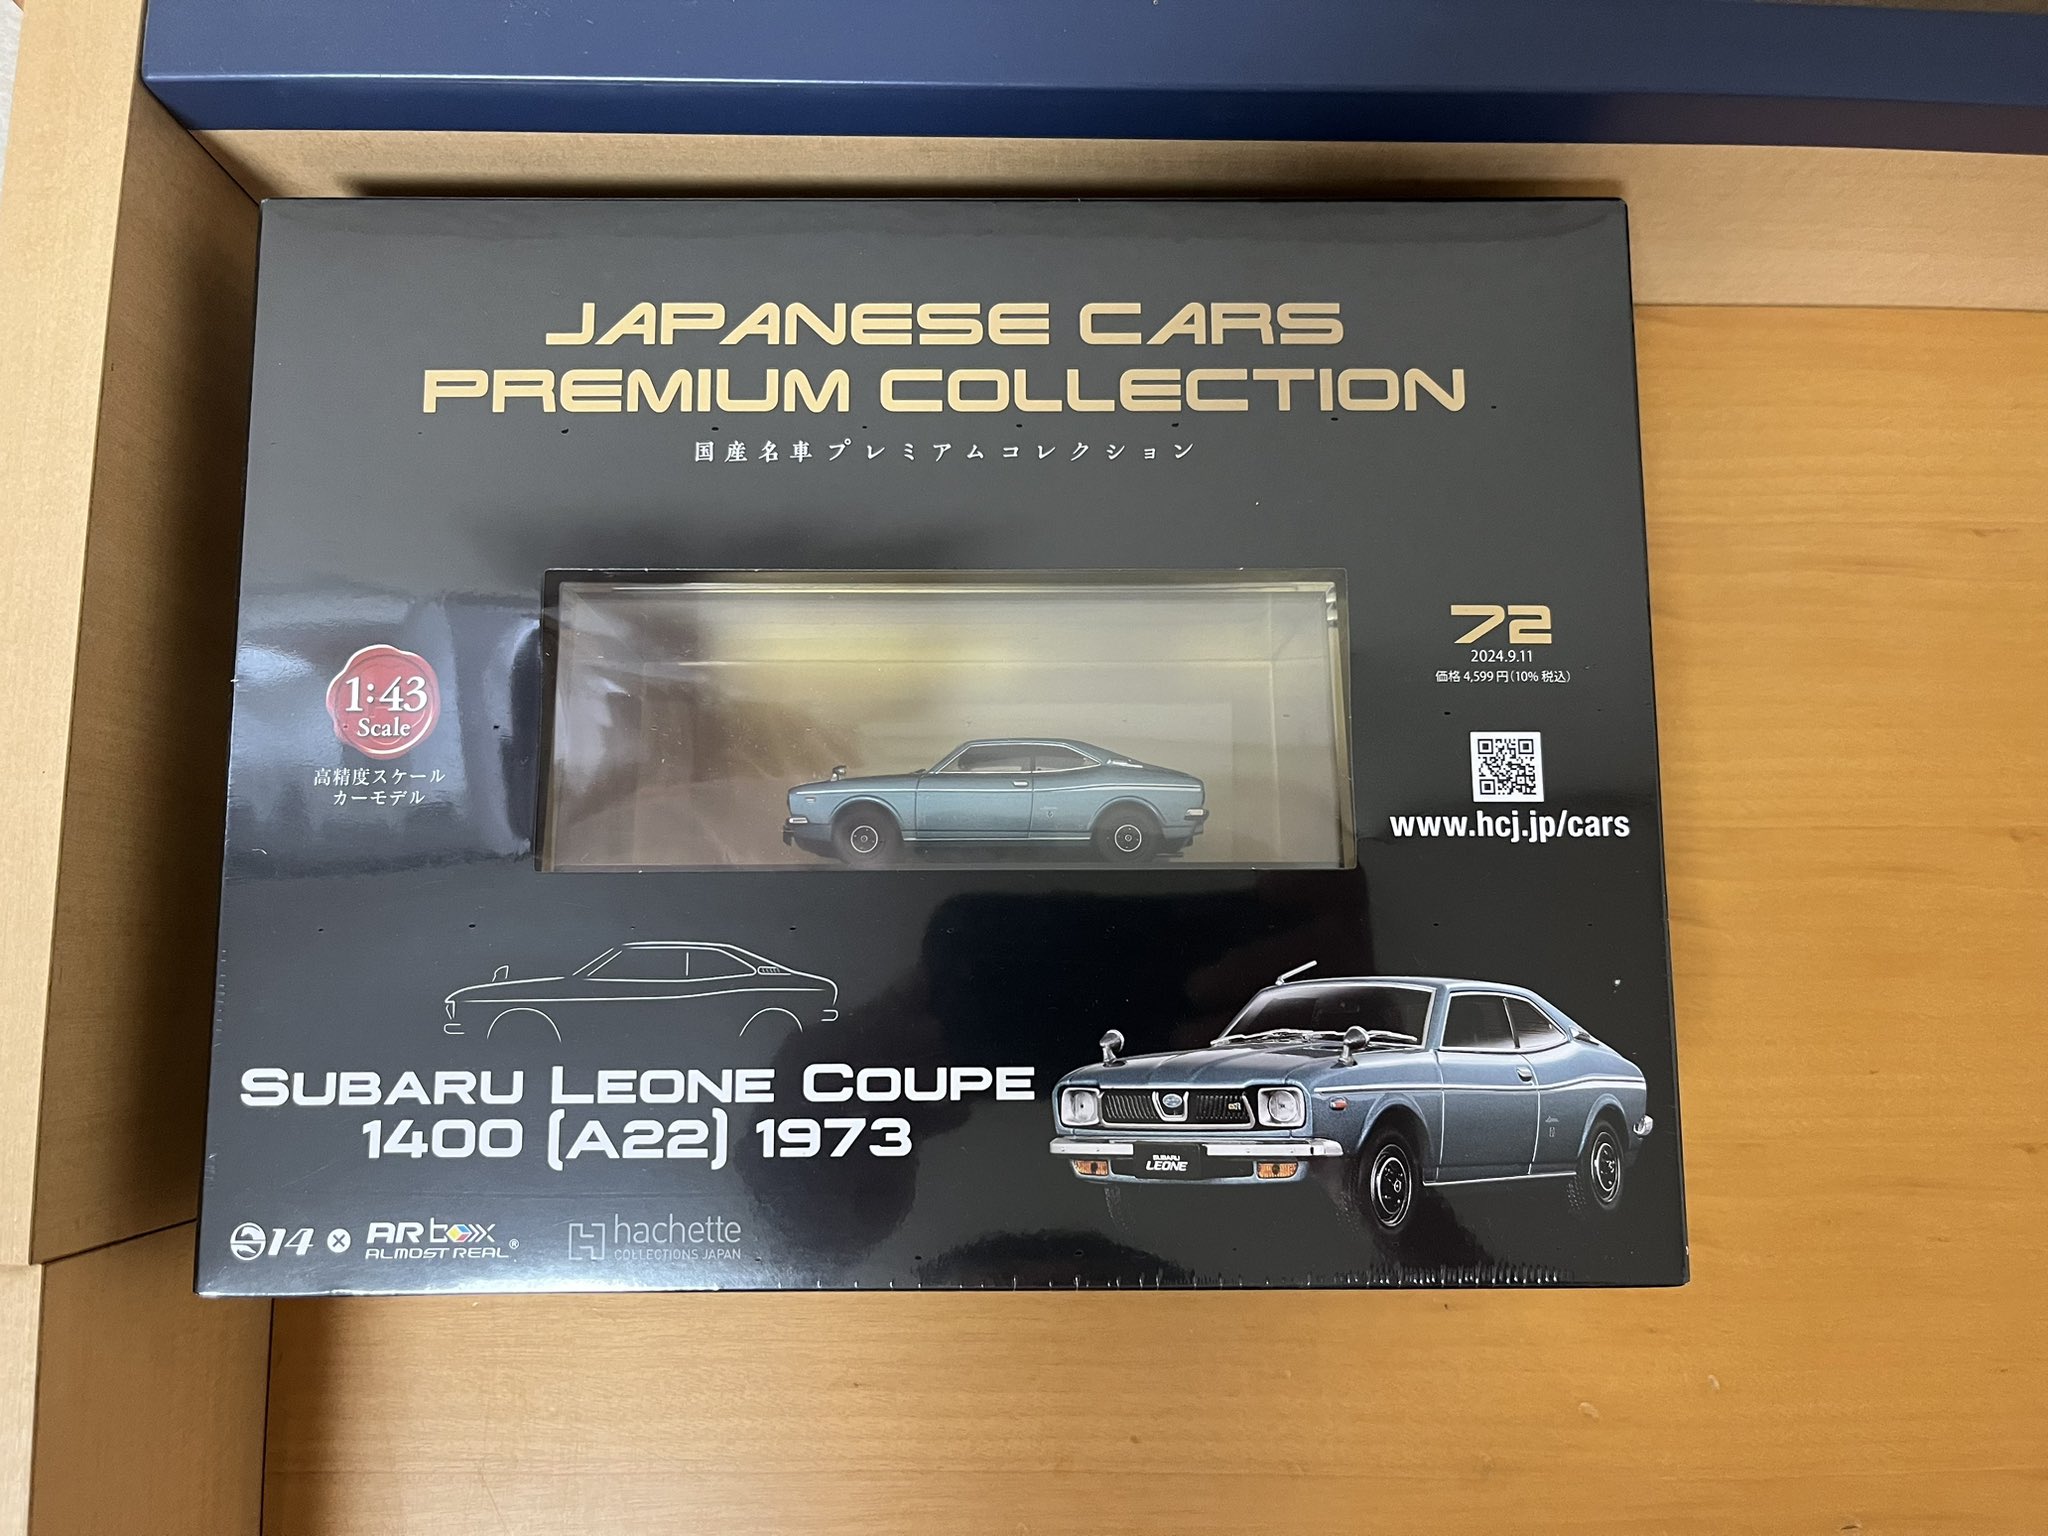 JAPANESE CARS
PREMIUM COLLECTION
国産名車プレミアムコレクション
72
2024.9.11
価格 4,599円(10% 税込)
1:43
Scale
高精度スケール
カーモデル
www.hcj.jp/cars
SUBARU LEONE COUPE
1400 (A22) 1973
SUBARU
LEONE
14
AR box
ALMOST REAL®
hachette
COLLECTIONS JAPAN